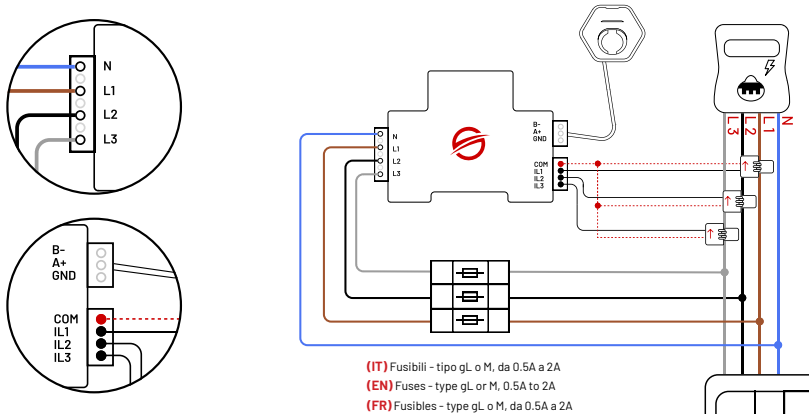 N
L1
L2
L3
B-
A+
GND
COM
IL1
IL2
IL3
N
L1
L2
L3
B-
A+
GND
COM
IL1
IL2
IL3
L3
L2
L1
N
(IT) Fusibili - tipo gL o M, da 0.5A a 2A
(EN) Fuses - type gL or M, 0.5A to 2A
(FR) Fusibles - type gL o M, da 0.5A a 2A